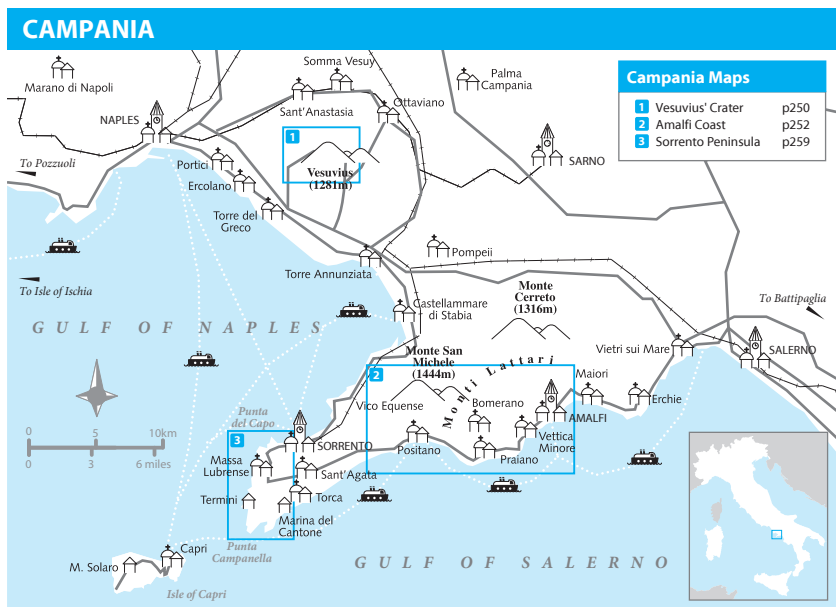 CAMPANIA
Campania Maps
1 Vesuvius' Crater p250
2 Amalfi Coast p252
3 Sorrento Peninsula p259
Somma Vesuy
Marano di Napoli
Palma
Campania
Sant'Anastasia
Ottaviano
NAPLES
1
To Pozzuoli
Portici
Vesuvius
(1281m)
SARNO
Ercolano
Torre del
Greco
Pompeii
Torre Annunziata
To Isle of Ischia
Monte
Cerreto
(1316m)
To Battipaglia
Castellammare
di Stabia
GULF OF NAPLES
Monte San
Michele
(1444m)
Monti Lattari
Vietri sui Mare
SALERNO
2
Maiori
Erchie
Vico Equense
Bomerano
AMALFI
Punta
del Capo
0 5 10km
0 3 6 miles
3
SORRENTO
Positano
Vettica
Minore
Praiano
Massa
Lubrense
Sant'Agata
Termini
Torca
Marina del
Cantone
Punta
Campanella
Capri
M. Solaro
Isle of Capri
GULF OF SALERNO